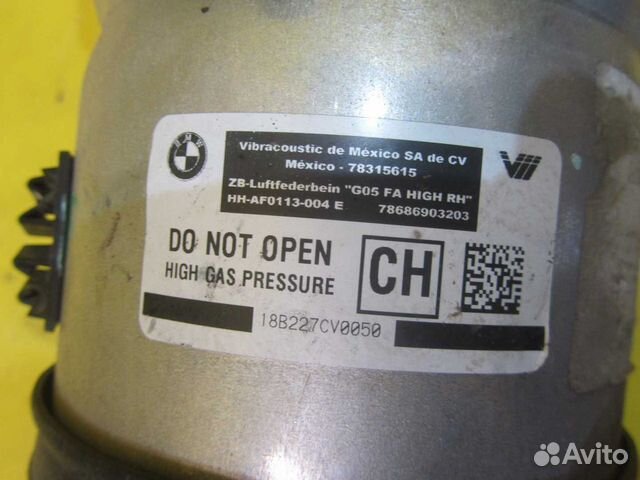 BMW
Vibracoustic de México SA de CV
México - 78315615
ZB-Luftfederbein "G05 FA HIGH RH"
HH-AF0113-004 E 78686903203
DO NOT OPEN
HIGH GAS PRESSURE
CH
18B227CV0050
Avito